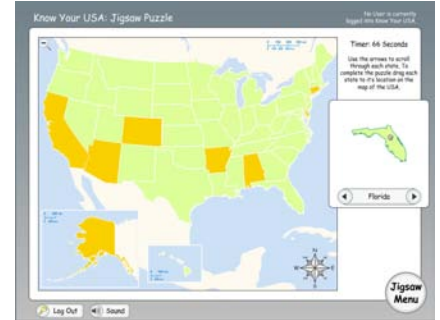 Know Your USA: Jigsaw Puzzle
No User is currently
logged into Know Your USA.
Timer: 66 Seconds
Use the arrows to scroll
through each state. To
complete the puzzle drag each
state to it's location on the
map of the USA.
Florida
N
W
E
S
Jigsaw
Menu
Log Out
Sound